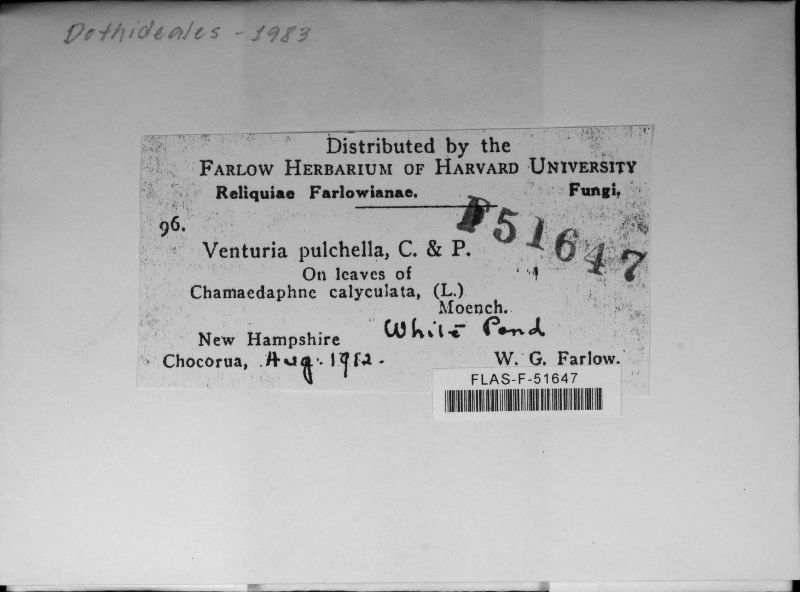 Dothideales - 1983
Distributed by the
FARLOW HERBARIUM OF HARVARD UNIVERSITY
Reliquiae Farlowianae. Fungi,
F51647
96.
Venturia pulchella, C. & P.
On leaves of
Chamaedaphne calyculata, (L.)
Moench.
New Hampshire White Pond
Chocorua, Aug. 1912. W. G. Farlow.
FLAS-F-51647